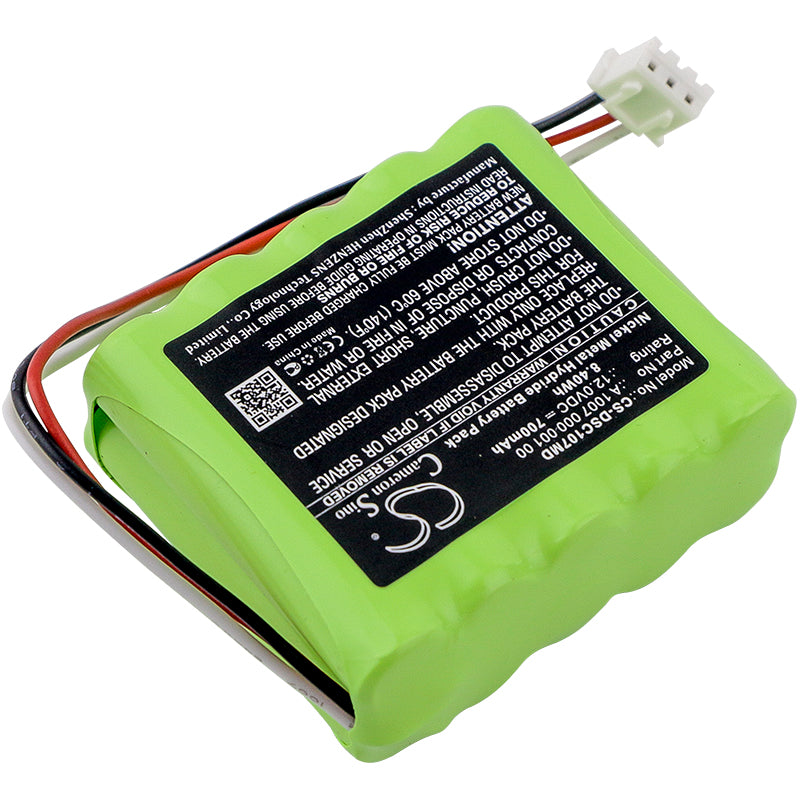 Cameron Sino
CS
Model No.: CS-DSC107MD
Part No. : A 1007 000-001 00
Rating : 12.0VDC ⎓ 700mAh
8.40Wh
Nickel Metal Hydride Battery Pack
CAUTION! WARRANTY VOID IF LABEL IS REMOVED
-DO NOT ATTEMPT TO DISASSEMBLE, OPEN OR SERVICE
THE BATTERY PACK
-REPLACE ONLY WITH THE BATTERY PACK DESIGNATED
FOR THIS PRODUCT
-DO NOT CRUSH, PUNCTURE, SHORT EXTERNAL
CONTACTS OR DISPOSE OF IN FIRE OR WATER
-DO NOT STORE ABOVE 60°C (140°F).
ATTENTION!
TO REDUCE RISK OF FIRE OR BURNS
NEW BATTERY PACK MUST BE FULLY CHARGED BEFORE USE
READ INSTRUCTIONS IN OPERATING GUIDE BEFORE USING THE BATTERY
Manufacture by : ShenZhen HENZENS Technology Co., Limited
Made in China
CE